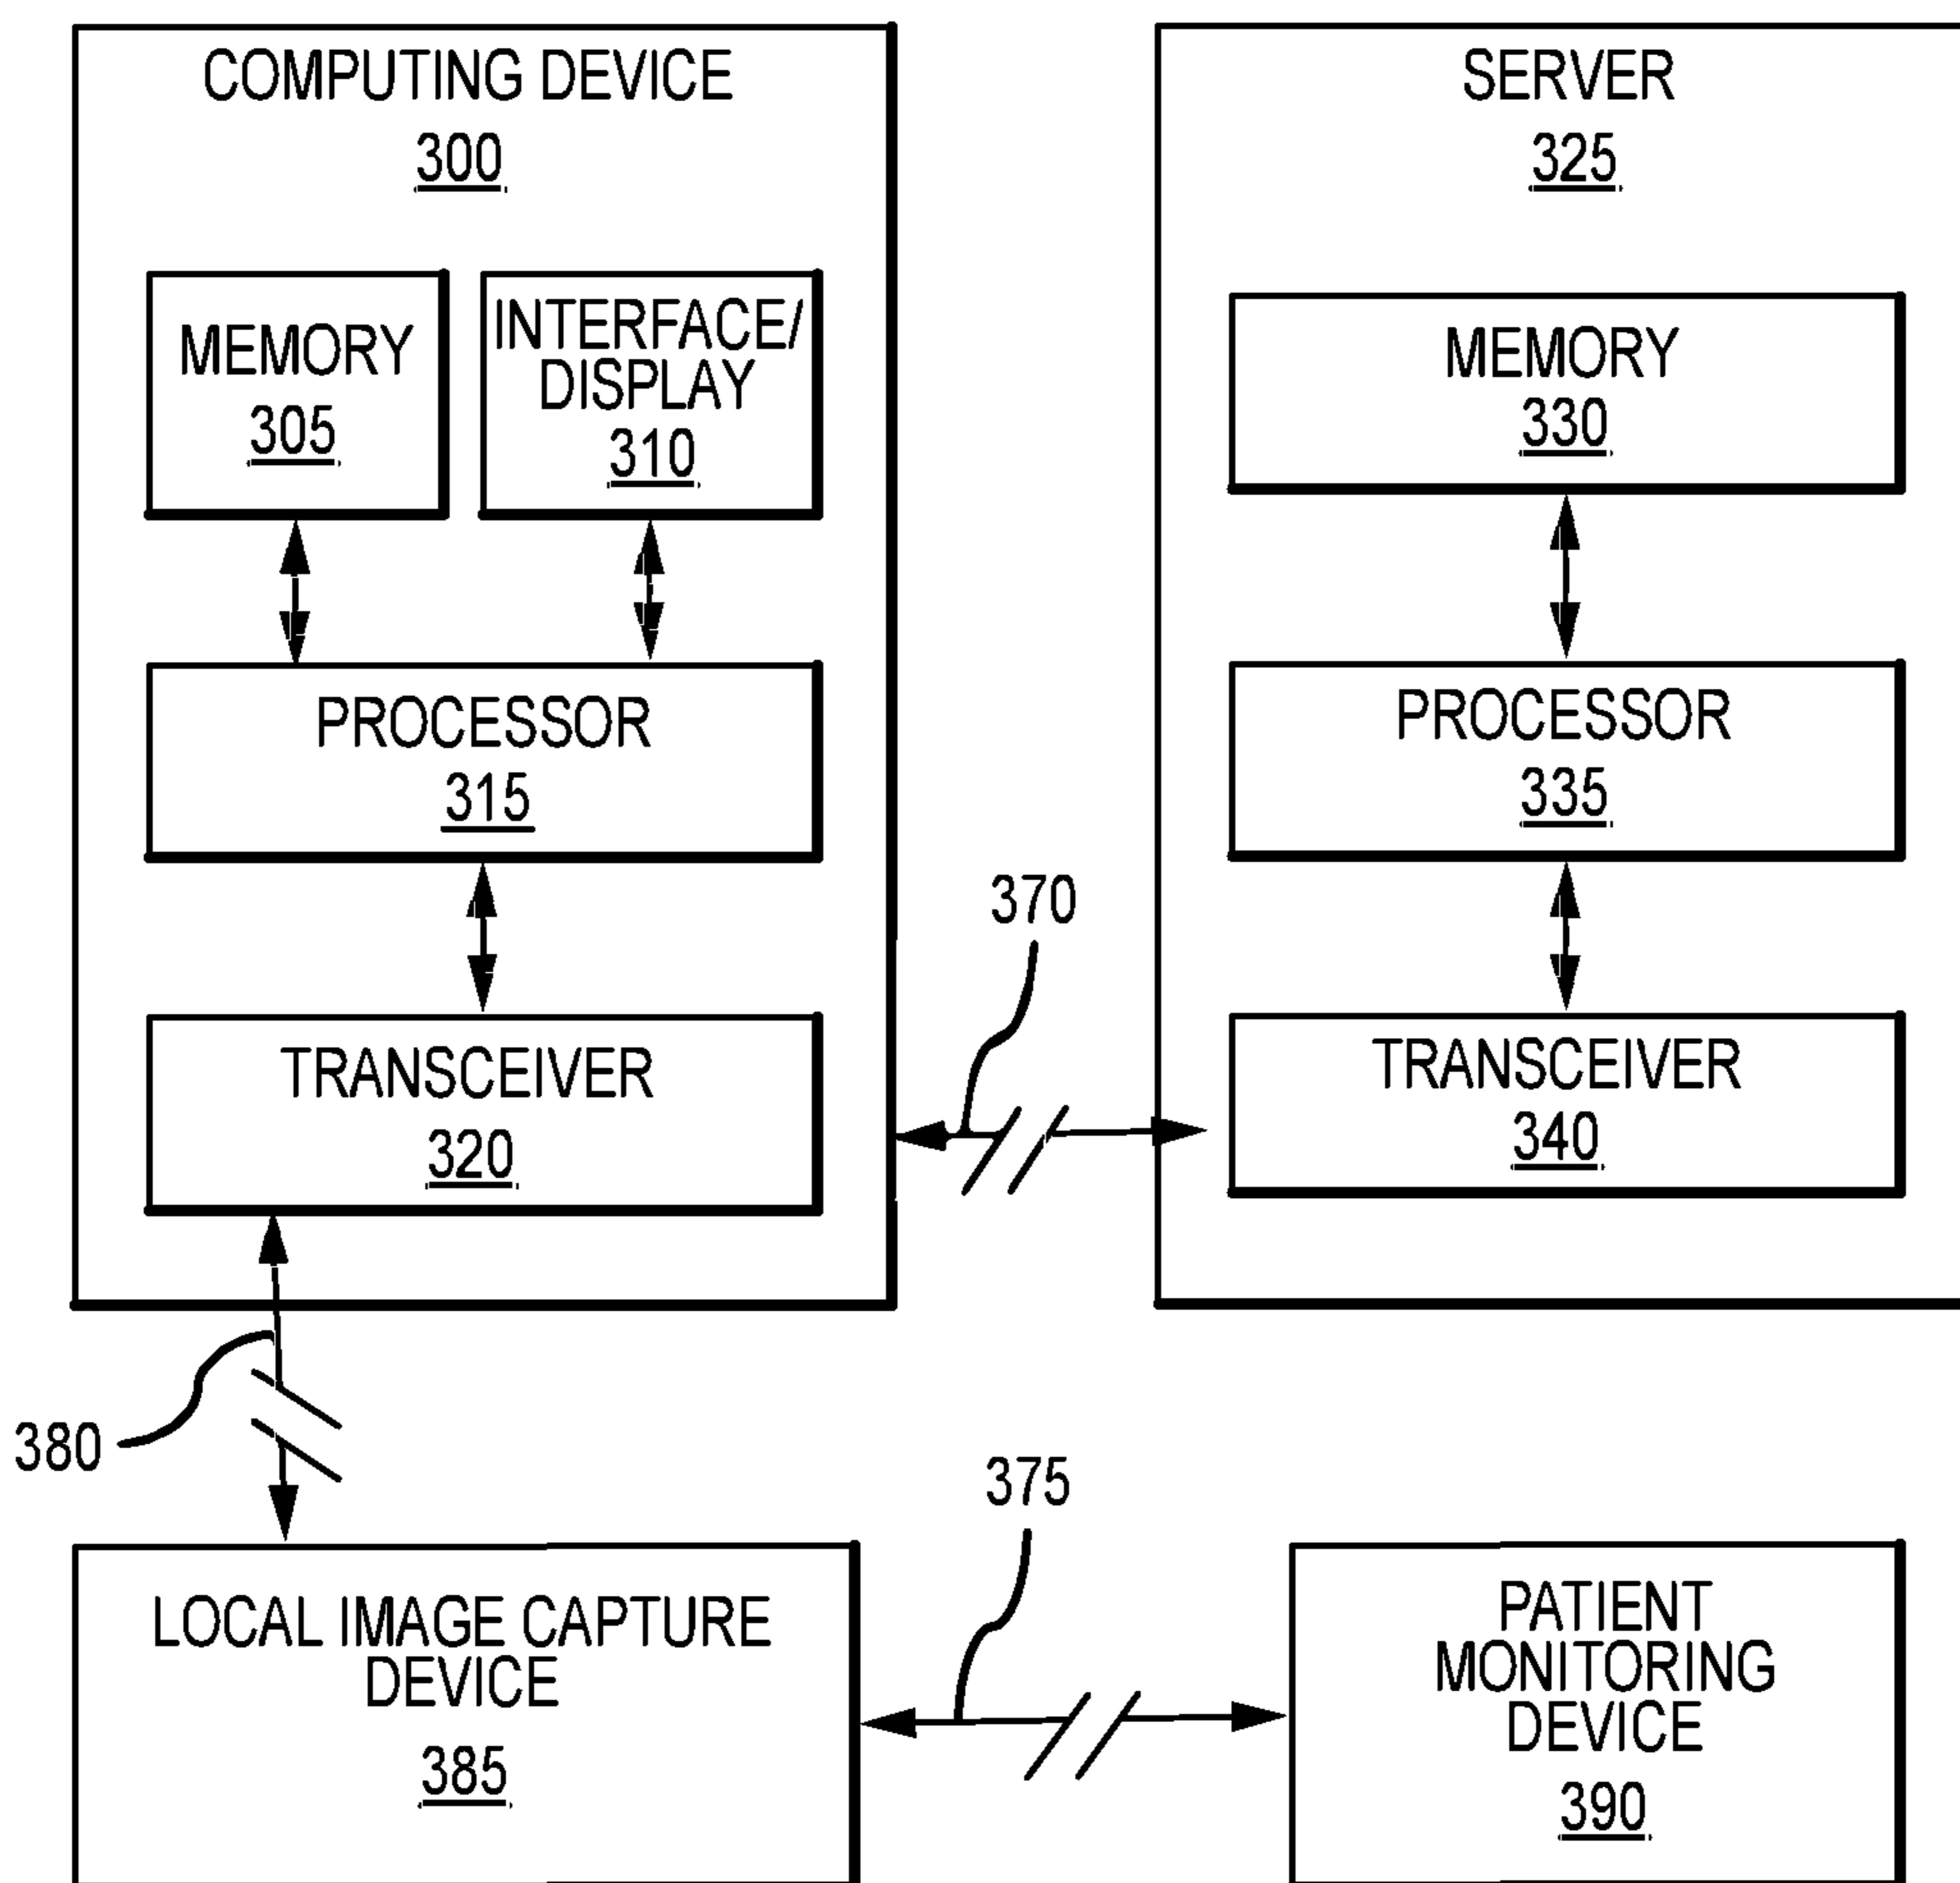 COMPUTING DEVICE
300
MEMORY
305
INTERFACE/
DISPLAY
310
PROCESSOR
315
TRANSCEIVER
320
SERVER
325
MEMORY
330
PROCESSOR
335
TRANSCEIVER
340
370
380
375
LOCAL IMAGE CAPTURE
DEVICE
385
PATIENT
MONITORING
DEVICE
390